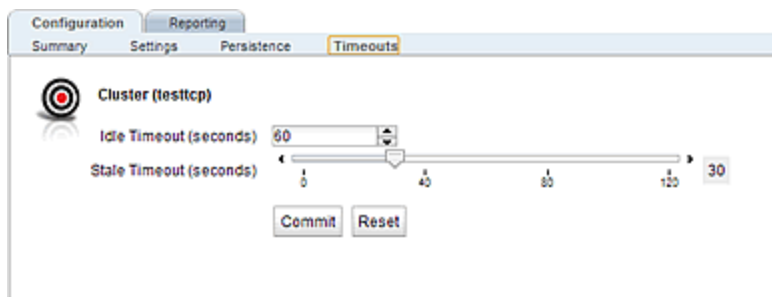 Configuration Reporting
Summary Settings Persistence Timeouts
Cluster (testtcp)
Idle Timeout (seconds) 60
Stale Timeout (seconds) 30
0 40 80 120
Commit Reset